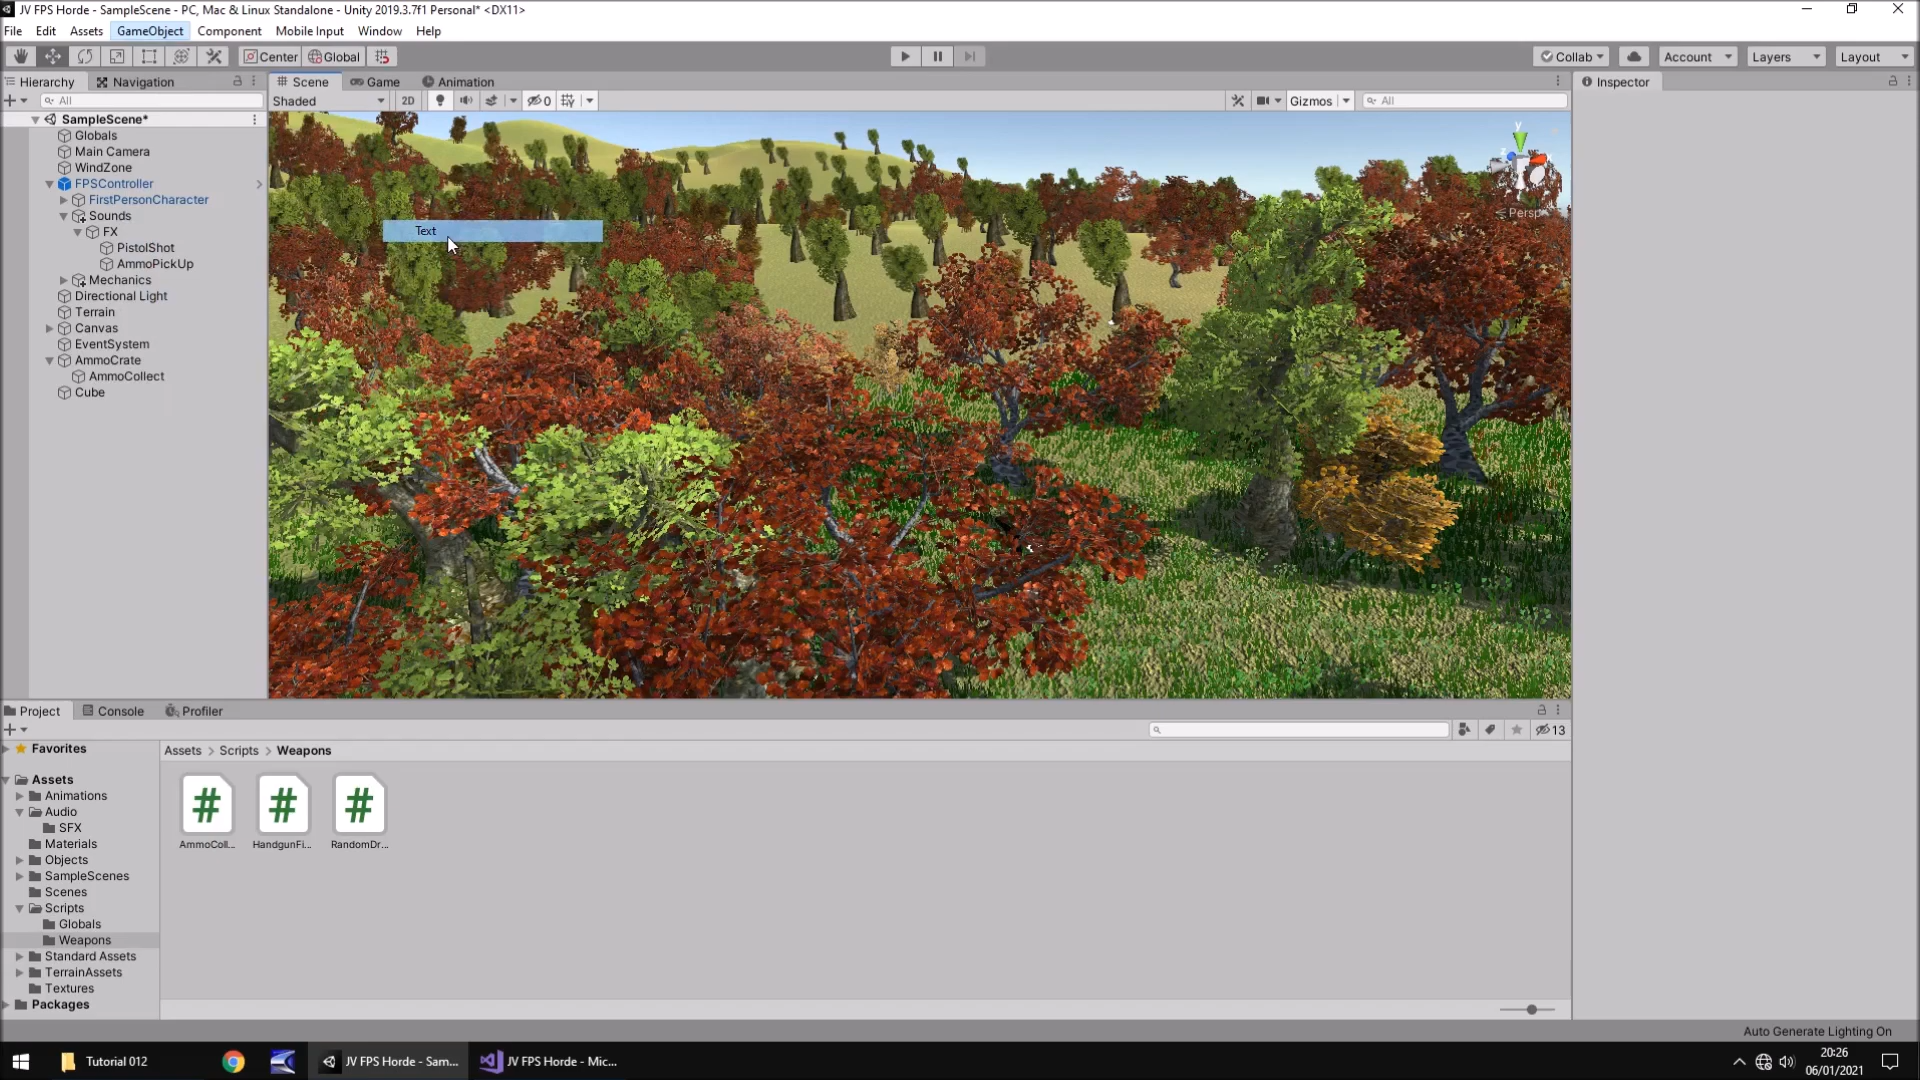 JV FPS Horde - SampleScene - PC, Mac & Linux Standalone - Unity 2019.3.7f1 Personal* <DX11>
File Edit Assets GameObject Component Mobile Input Window Help
Center Global Collab Account Layers Layout
Hierarchy Navigation Scene Game Animation Inspector
All Shaded 2D 0 Gizmos All
SampleScene*
Globals
Main Camera
WindZone
FPSController
FirstPersonCharacter
Sounds
FX
PistolShot
AmmoPickUp
Mechanics
Directional Light
Terrain
Canvas
EventSystem
AmmoCrate
AmmoCollect
Cube
Text
y
z
Persp
Project Console Profiler
13
Favorites
Assets
Animations
Audio
SFX
Materials
Objects
SampleScenes
Scenes
Scripts
Globals
Weapons
Standard Assets
TerrainAssets
Textures
Packages
Assets > Scripts > Weapons
AmmoColl... HandgunFi... RandomDr...
Auto Generate Lighting On
Tutorial 012 JV FPS Horde - Sam... JV FPS Horde - Mic...
20:26
06/01/2021